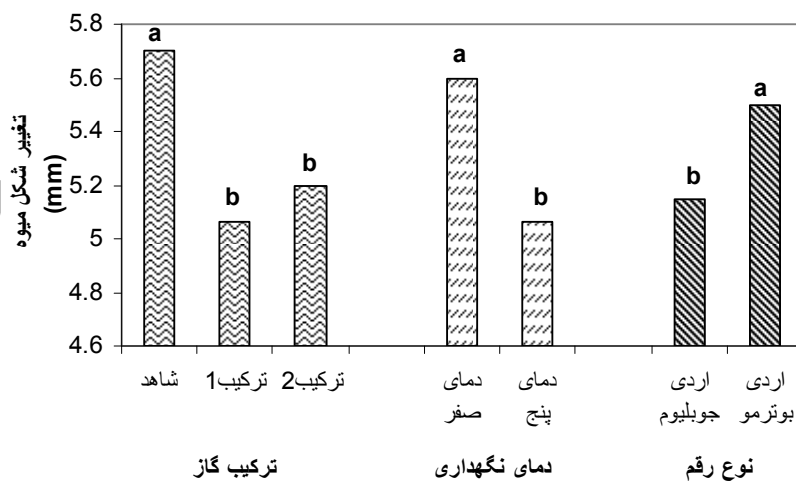 تغییر شکل میوه
(mm)
5.8
5.6
5.4
5.2
5
4.8
4.6
a
b
b
a
b
b
a
شاهد
ترکیب1
ترکیب2
دمای
صفر
دمای
پنج
اردی
جوبلیوم
اردی
بوترمو
ترکیب گاز
دمای نگهداری
نوع رقم